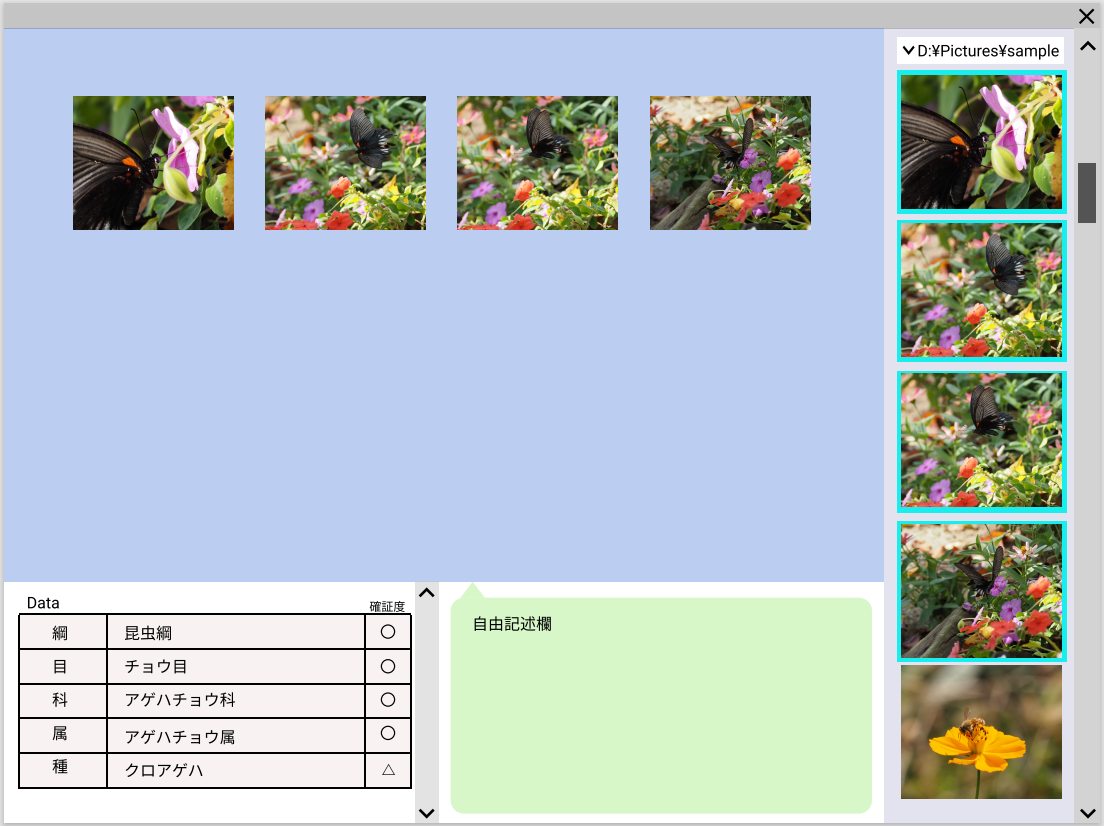 D:¥Pictures¥sample
Data
確証度
綱 昆虫綱 ○
目 チョウ目 ○
科 アゲハチョウ科 ○
属 アゲハチョウ属 ○
種 クロアゲハ △
自由記述欄